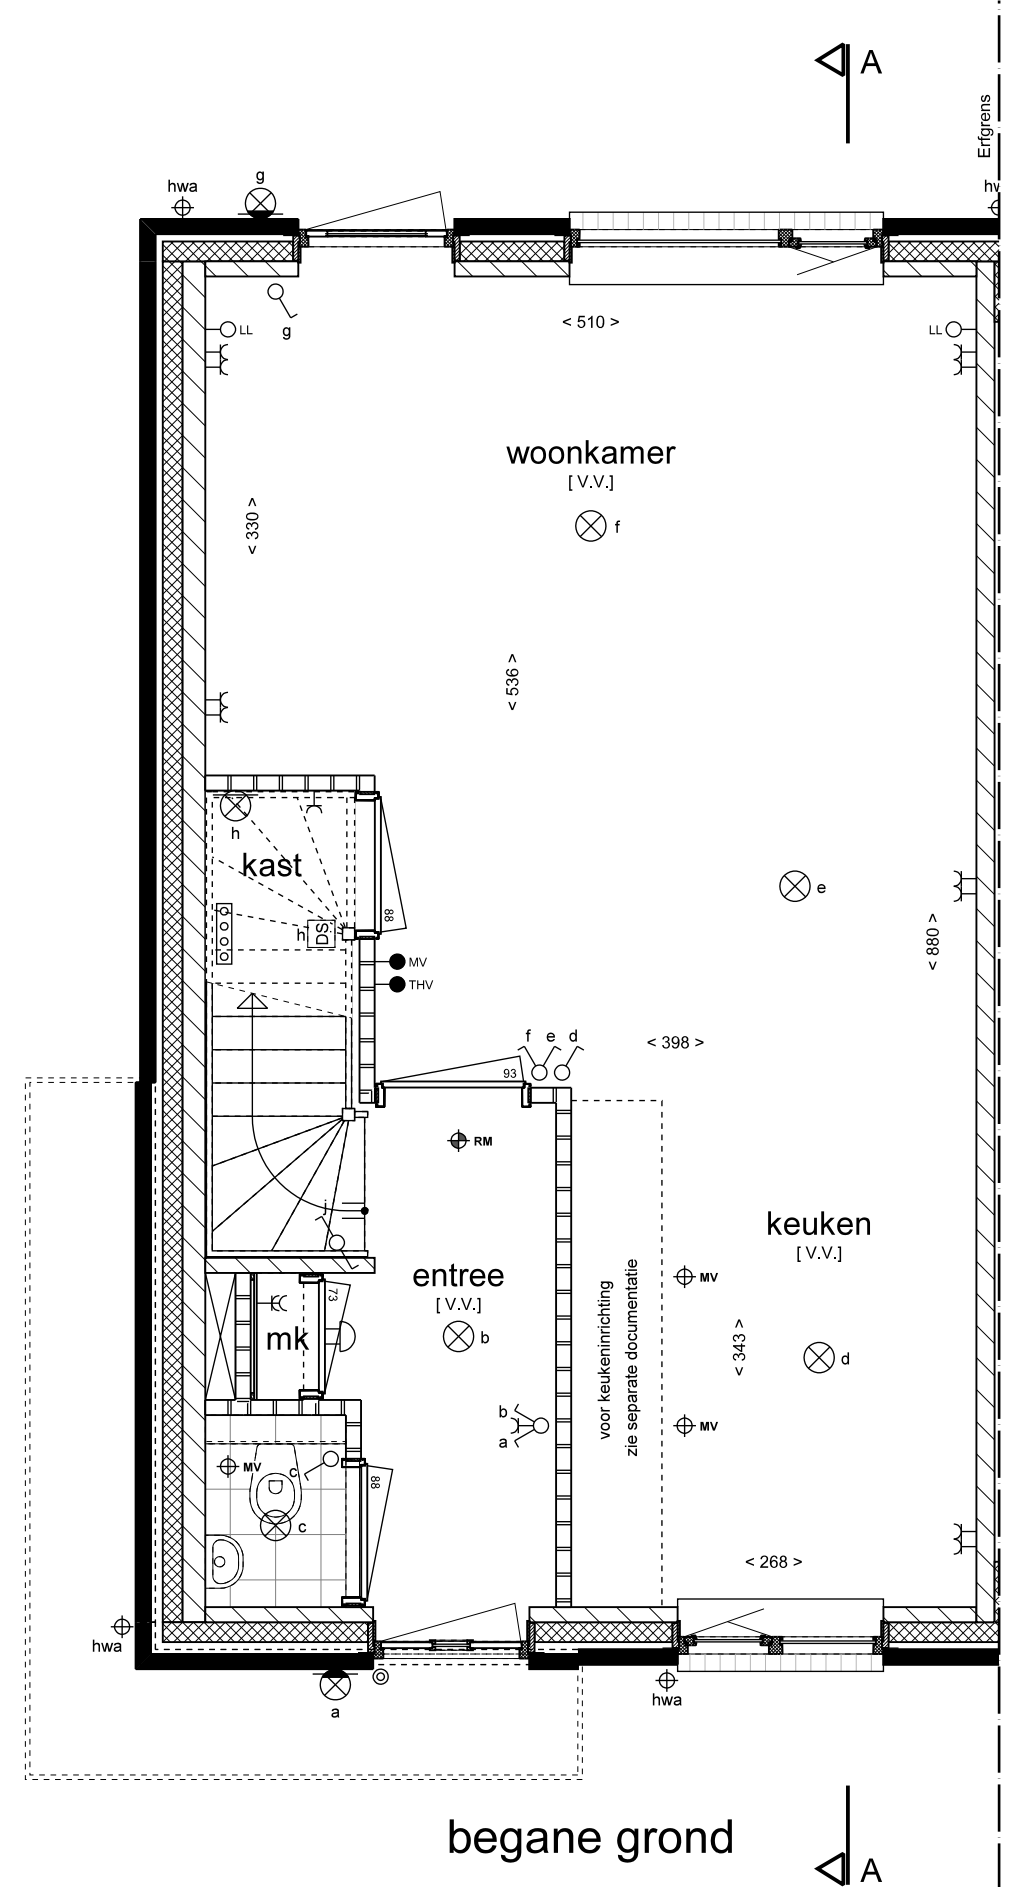 A
Erfgrens
g
hwa
hw
g
< 510 >
LL
LL
woonkamer
[ V.V.]
f
< 330 >
< 536 >
h
kast
e
88
h
DS
< 880 >
MV
THV
f e d
< 398 >
93
RM
j
keuken
[ V.V.]
entree
[ V.V.]
MV
voor keukeninrichting
zie separate documentatie
73
mk
b
< 343 >
d
b
a
MV
MV
c
88
c
< 268 >
hwa
hwa
a
begane grond
A